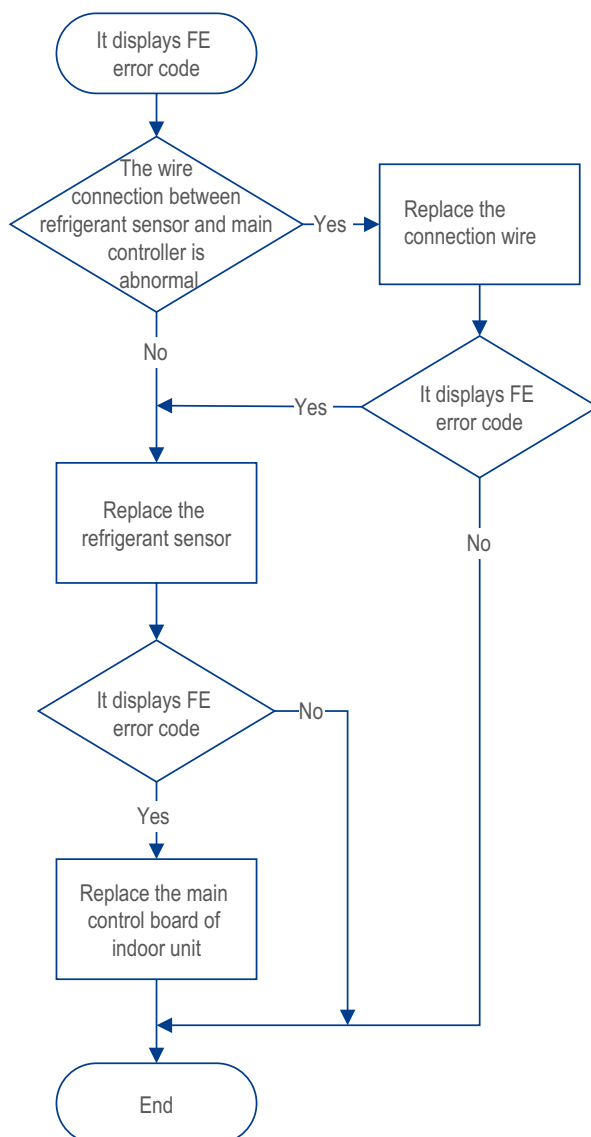 It displays FE
error code
The wire
connection between
refrigerant sensor and main
controller is
abnormal
Yes
Replace the
connection wire
No
Yes
It displays FE
error code
Replace the
refrigerant sensor
No
It displays FE
error code
No
Yes
Replace the main
control board of
indoor unit
End